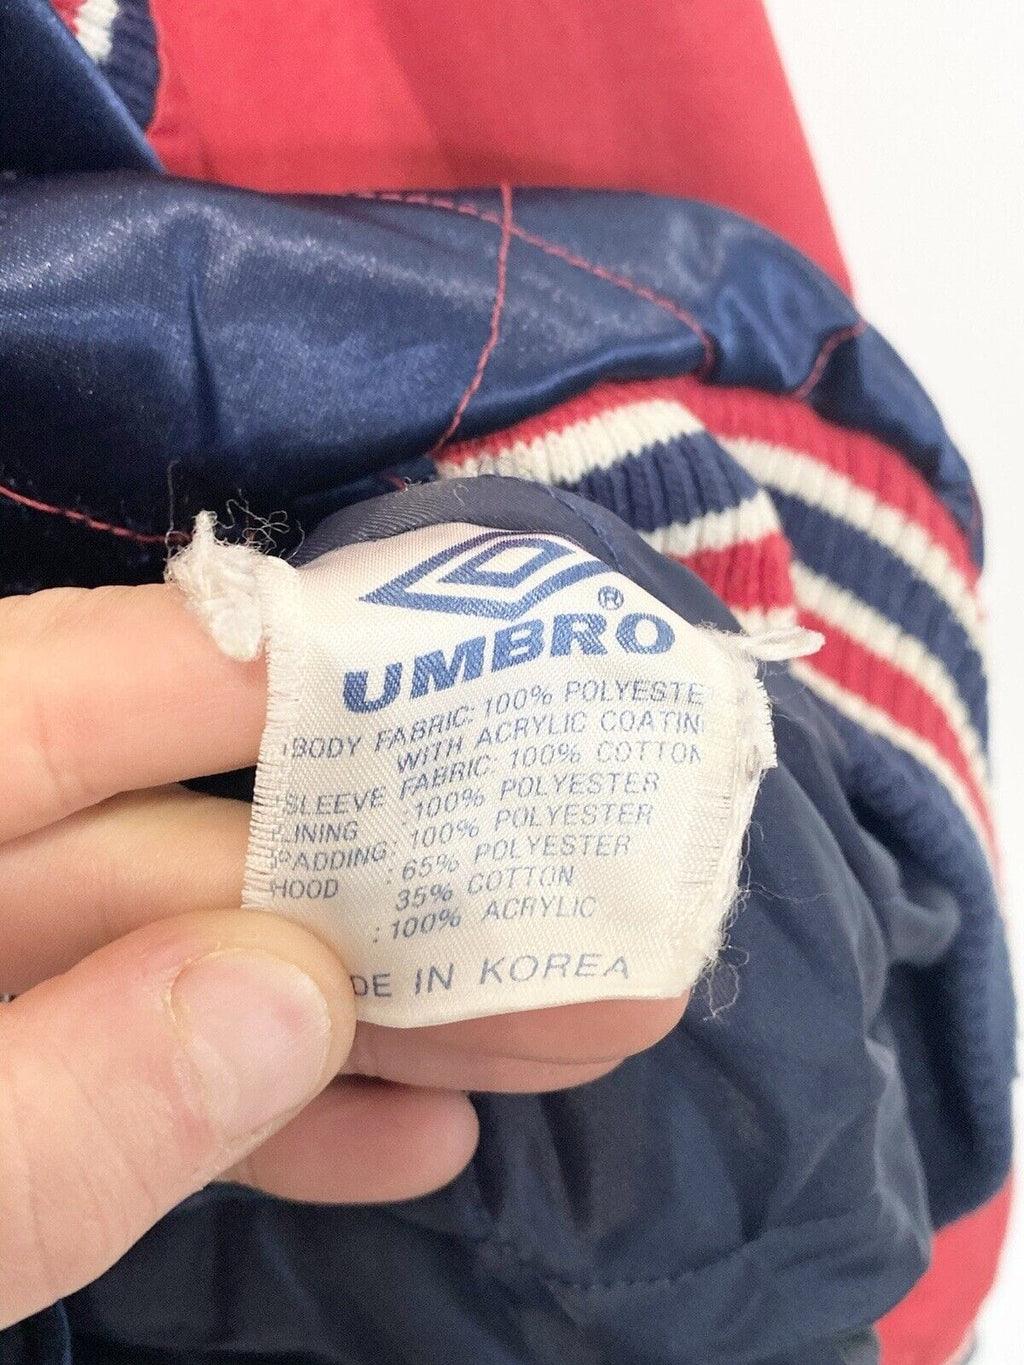 UMBRO®
BODY FABRIC: 100% POLYESTE
WITH ACRYLIC COATIN
SLEEVE FABRIC: 100% COTTON
LINING : 100% POLYESTER
PADDING: 100% POLYESTER
HOOD : 65% POLYESTER
35% COTTON
: 100% ACRYLIC
DE IN KOREA